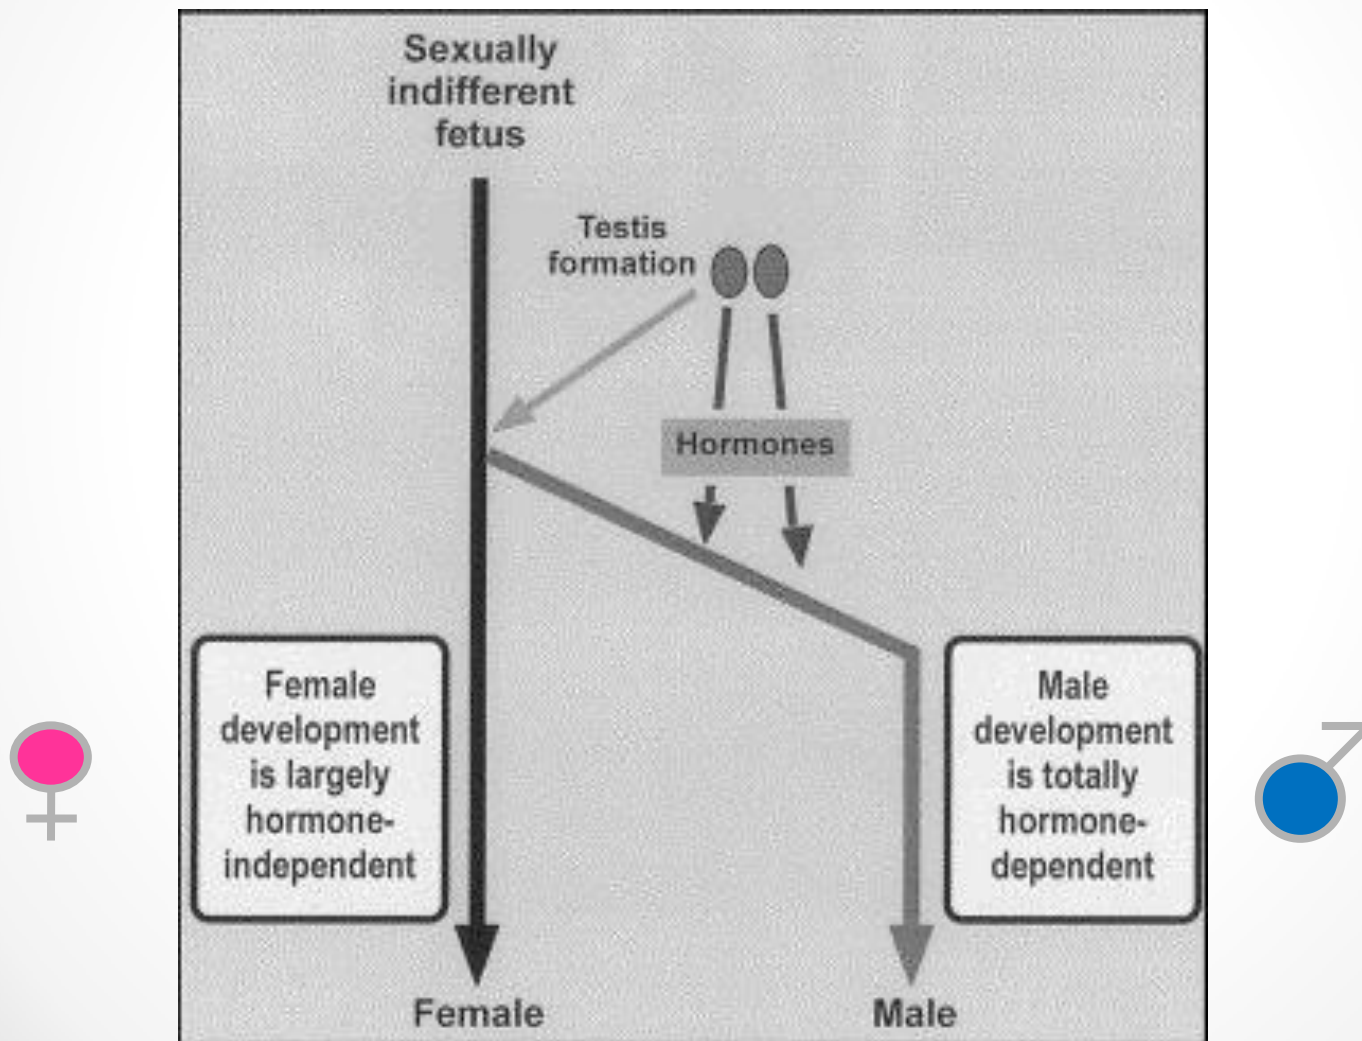 Sexually
indifferent
fetus
Testis
formation
Hormones
Female
development
is largely
hormone-
independent
Male
development
is totally
hormone-
dependent
Female
Male